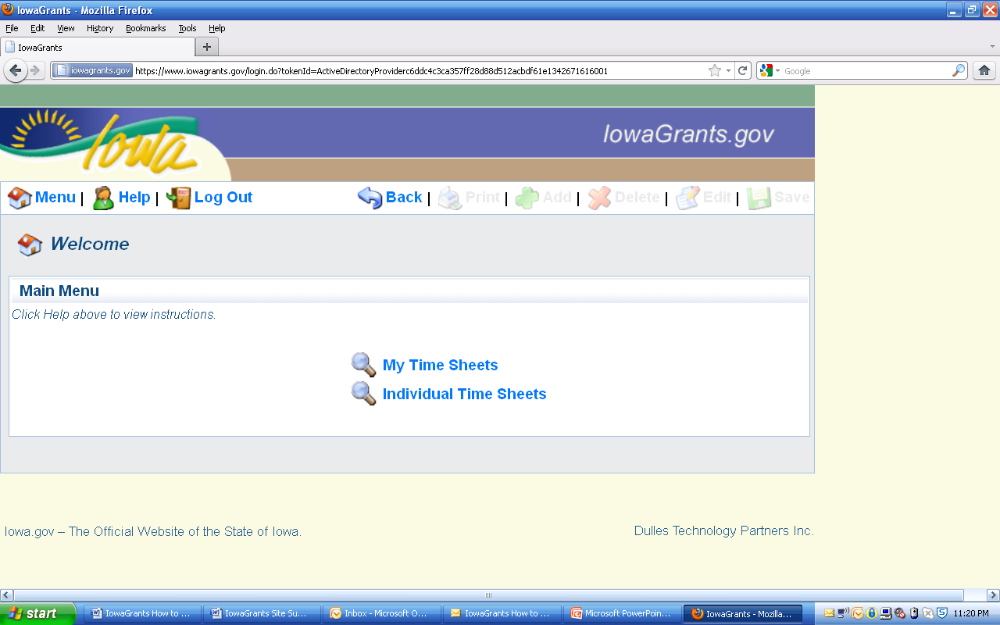 IowaGrants - Mozilla Firefox
File Edit View History Bookmarks Tools Help
IowaGrants
iowagrants.gov https://www.iowagrants.gov/login.do?tokenId=ActiveDirectoryProviderc6ddc4c3ca357ff28d88d512acbdf61e1342671616001 Google
Iowa
IowaGrants.gov
Menu | Help | Log Out Back | Print | Add | Delete | Edit | Save
Welcome
Main Menu
Click Help above to view instructions.
My Time Sheets
Individual Time Sheets
Iowa.gov – The Official Website of the State of Iowa. Dulles Technology Partners Inc.
start IowaGrants How to ... IowaGrants Site Su... Inbox - Microsoft O... IowaGrants How to ... Microsoft PowerPoin... IowaGrants - Mozilla... 11:20 PM